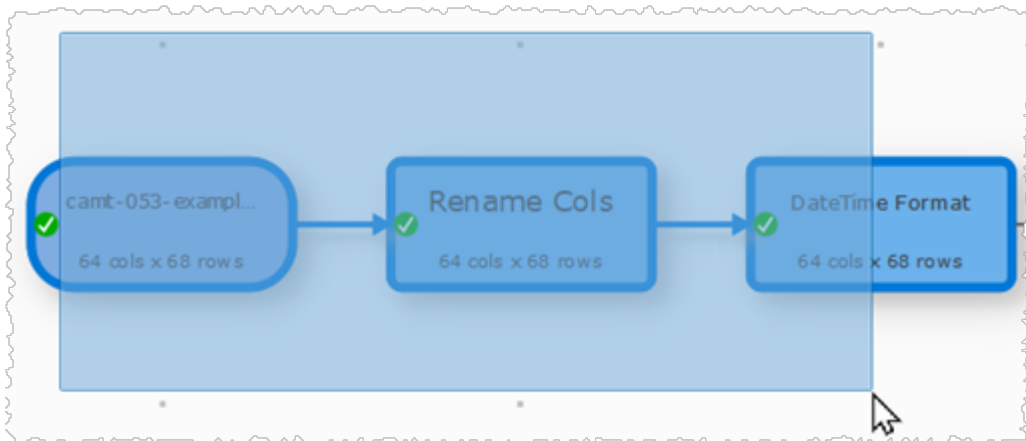 camt-053-exampl...
64 cols x 68 rows
Rename Cols
64 cols x 68 rows
DateTime Format
64 cols x 68 rows